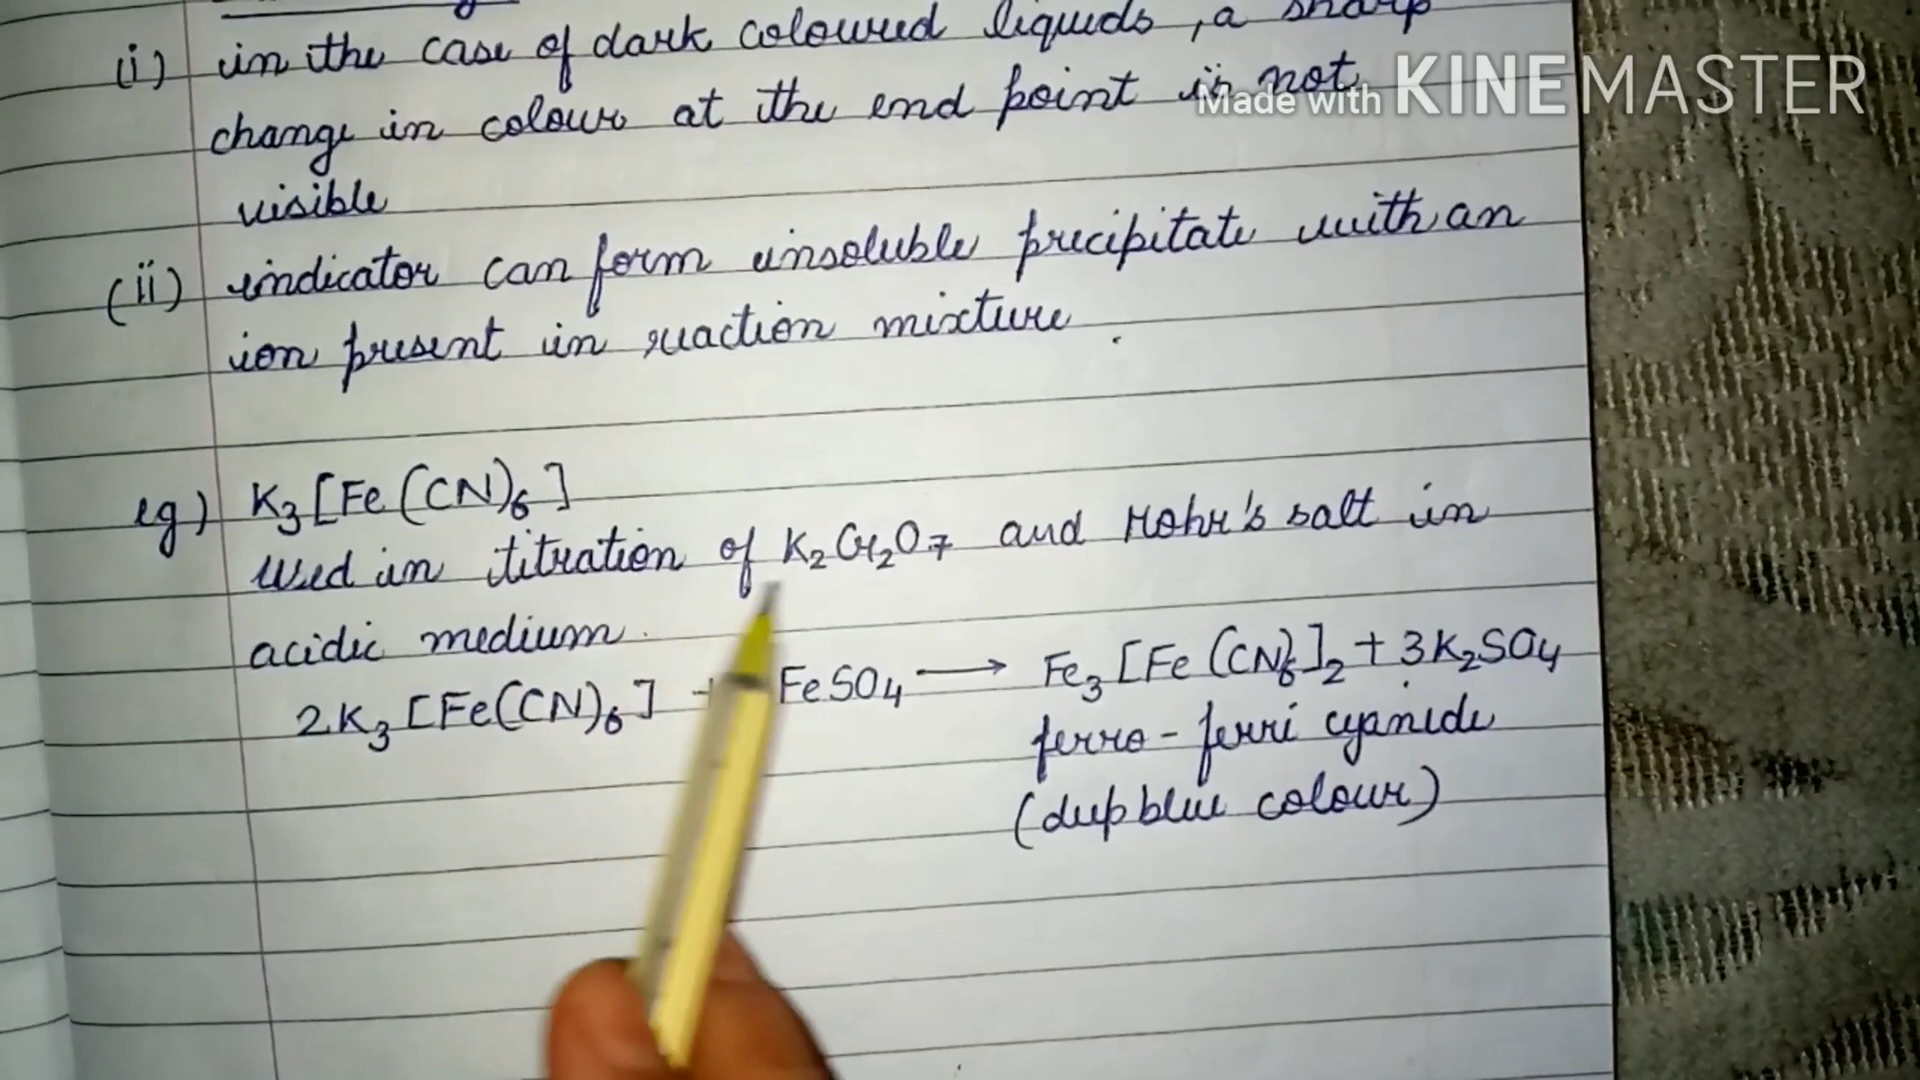 (i) in the case of dark coloured liquids, a sharp
change in colour at the end point is not
visible
(ii) indicator can form insoluble precipitate with an
ion present in reaction mixture.
eg) K₃[Fe(CN)₆]
Used in titration of K₂Cr₂O₇ and Mohr's salt in
acidic medium.
2K₃[Fe(CN)₆] + FeSO₄ ⟶ Fe₃[Fe(CN)₆]₂ + 3K₂SO₄
ferro-ferri cyanide
(deep blue colour)
Made with KINEMASTER